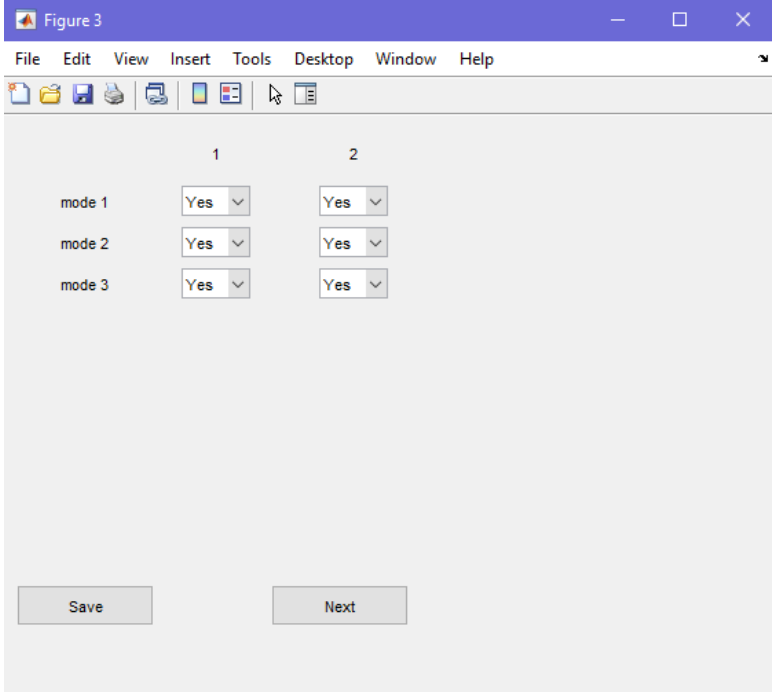 Figure 3
File Edit View Insert Tools Desktop Window Help
1 2
mode 1 Yes Yes
mode 2 Yes Yes
mode 3 Yes Yes
Save Next